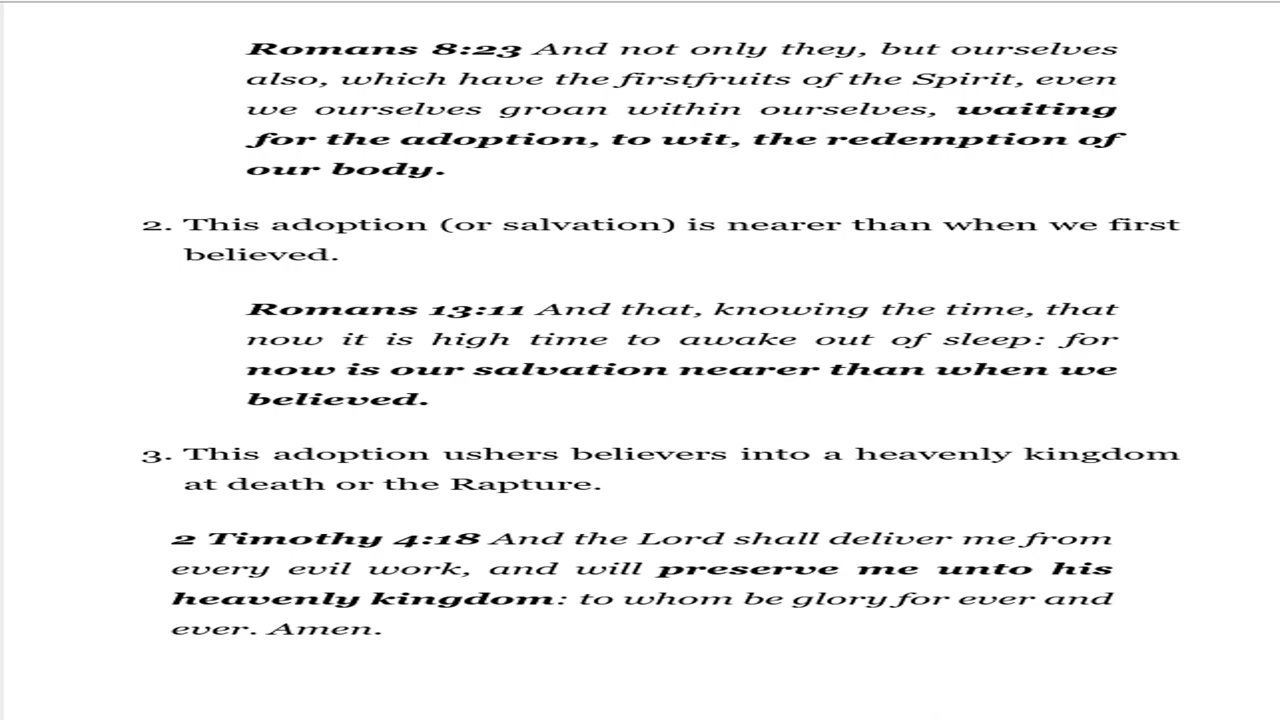 Romans 8:23 And not only they, but ourselves
also, which have the firstfruits of the Spirit, even
we ourselves groan within ourselves, waiting
for the adoption, to wit, the redemption of
our body.
2. This adoption (or salvation) is nearer than when we first
believed.
Romans 13:11 And that, knowing the time, that
now it is high time to awake out of sleep: for
now is our salvation nearer than when we
believed.
3. This adoption ushers believers into a heavenly kingdom
at death or the Rapture.
2 Timothy 4:18 And the Lord shall deliver me from
every evil work, and will preserve me unto his
heavenly kingdom: to whom be glory for ever and
ever. Amen.